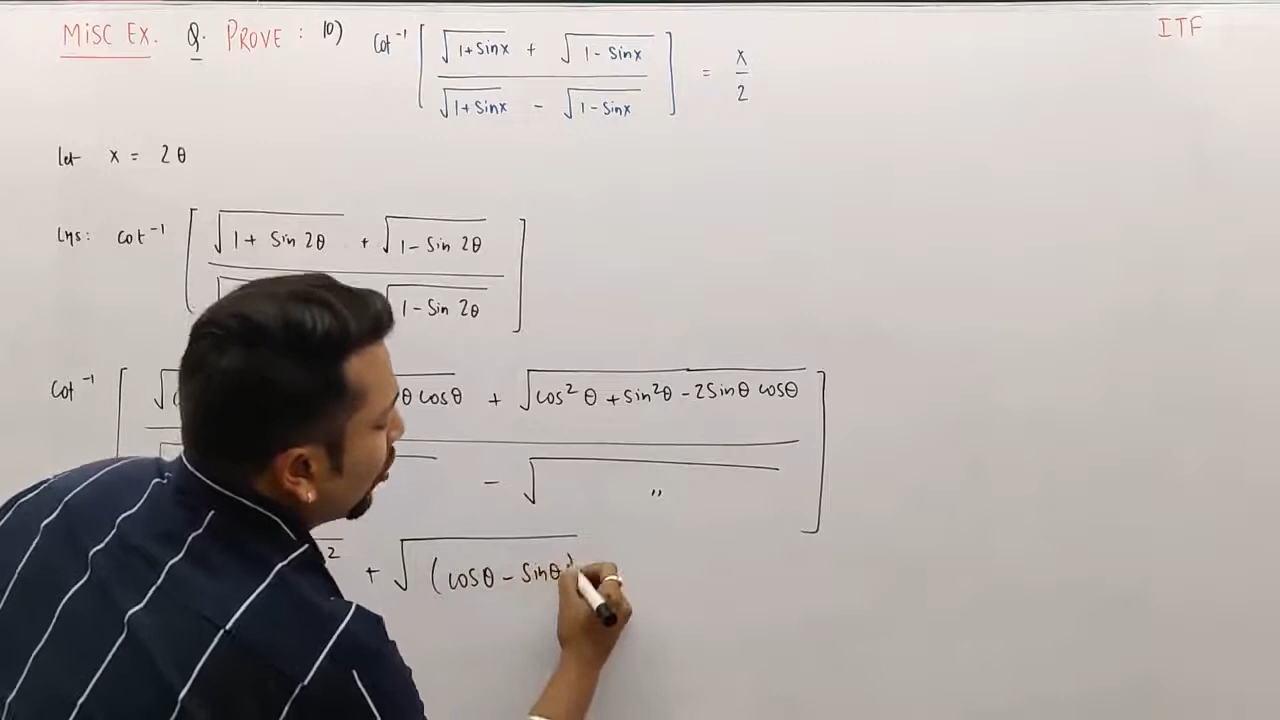 MISC EX. Q. PROVE : 10) Cot⁻¹ [ (√(1+Sinx) + √(1-Sinx)) / (√(1+Sinx) - √(1-Sinx)) ] = x/2
ITF
let x = 2θ
LHS: Cot⁻¹ [ √(1+ Sin 2θ) + √(1-Sin 2θ)
√(1-Sin 2θ) ]
Cot⁻¹ [ θ cosθ + √(cos²θ +sin²θ -2Sinθ cosθ)
- √ " ]
2 + √(cosθ - Sinθ)